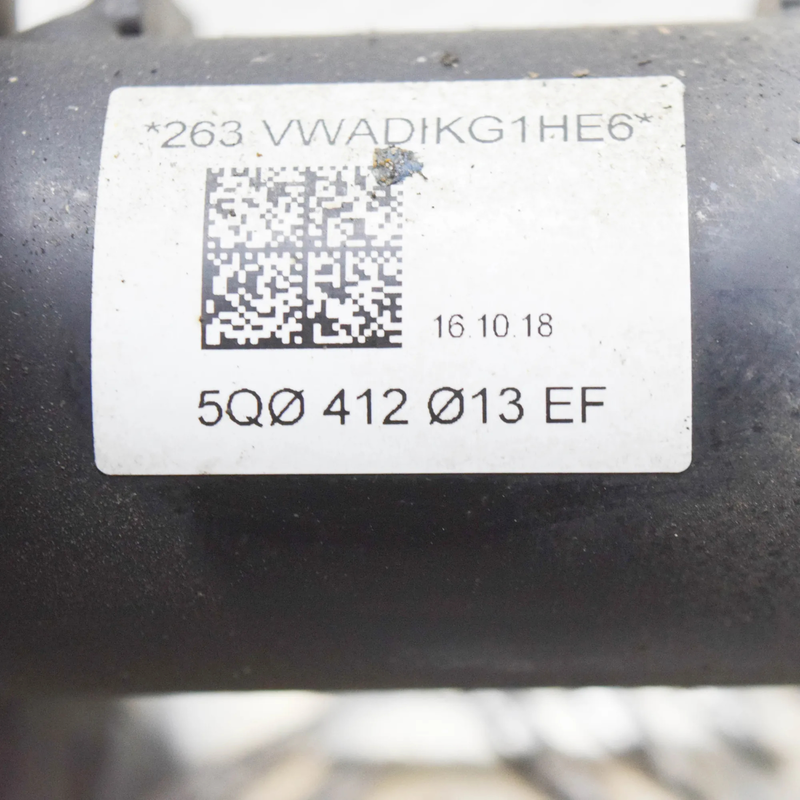 *263 VWADIKG1HE6*
16.10.18
5QØ 412 Ø13 EF